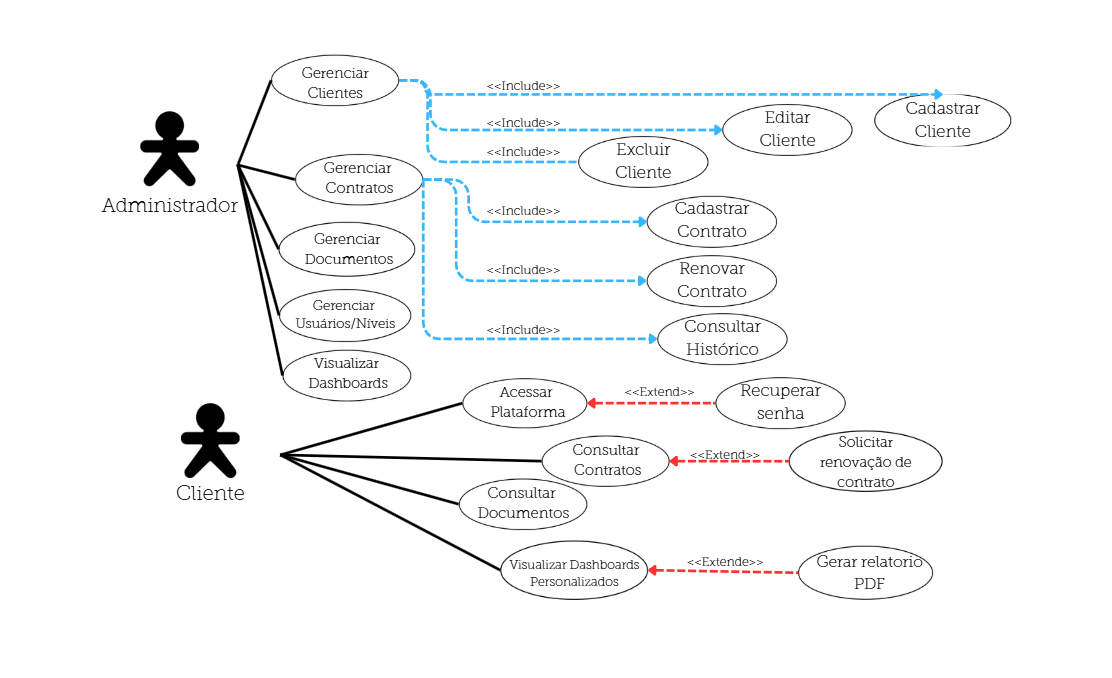 Gerenciar
Clientes
<<Include>>
Cadastrar
Cliente
<<Include>>
Editar
Cliente
<<Include>>
Excluir
Cliente
Administrador
Gerenciar
Contratos
<<Include>>
Cadastrar
Contrato
Gerenciar
Documentos
<<Include>>
Renovar
Contrato
Gerenciar
Usuários/Níveis
<<Include>>
Consultar
Histórico
Visualizar
Dashboards
Acessar
Plataforma
<<Extend>>
Recuperar
senha
Cliente
Consultar
Contratos
<<Extend>>
Solicitar
renovação de
contrato
Consultar
Documentos
Visualizar Dashboards
Personalizados
<<Extende>>
Gerar relatorio
PDF